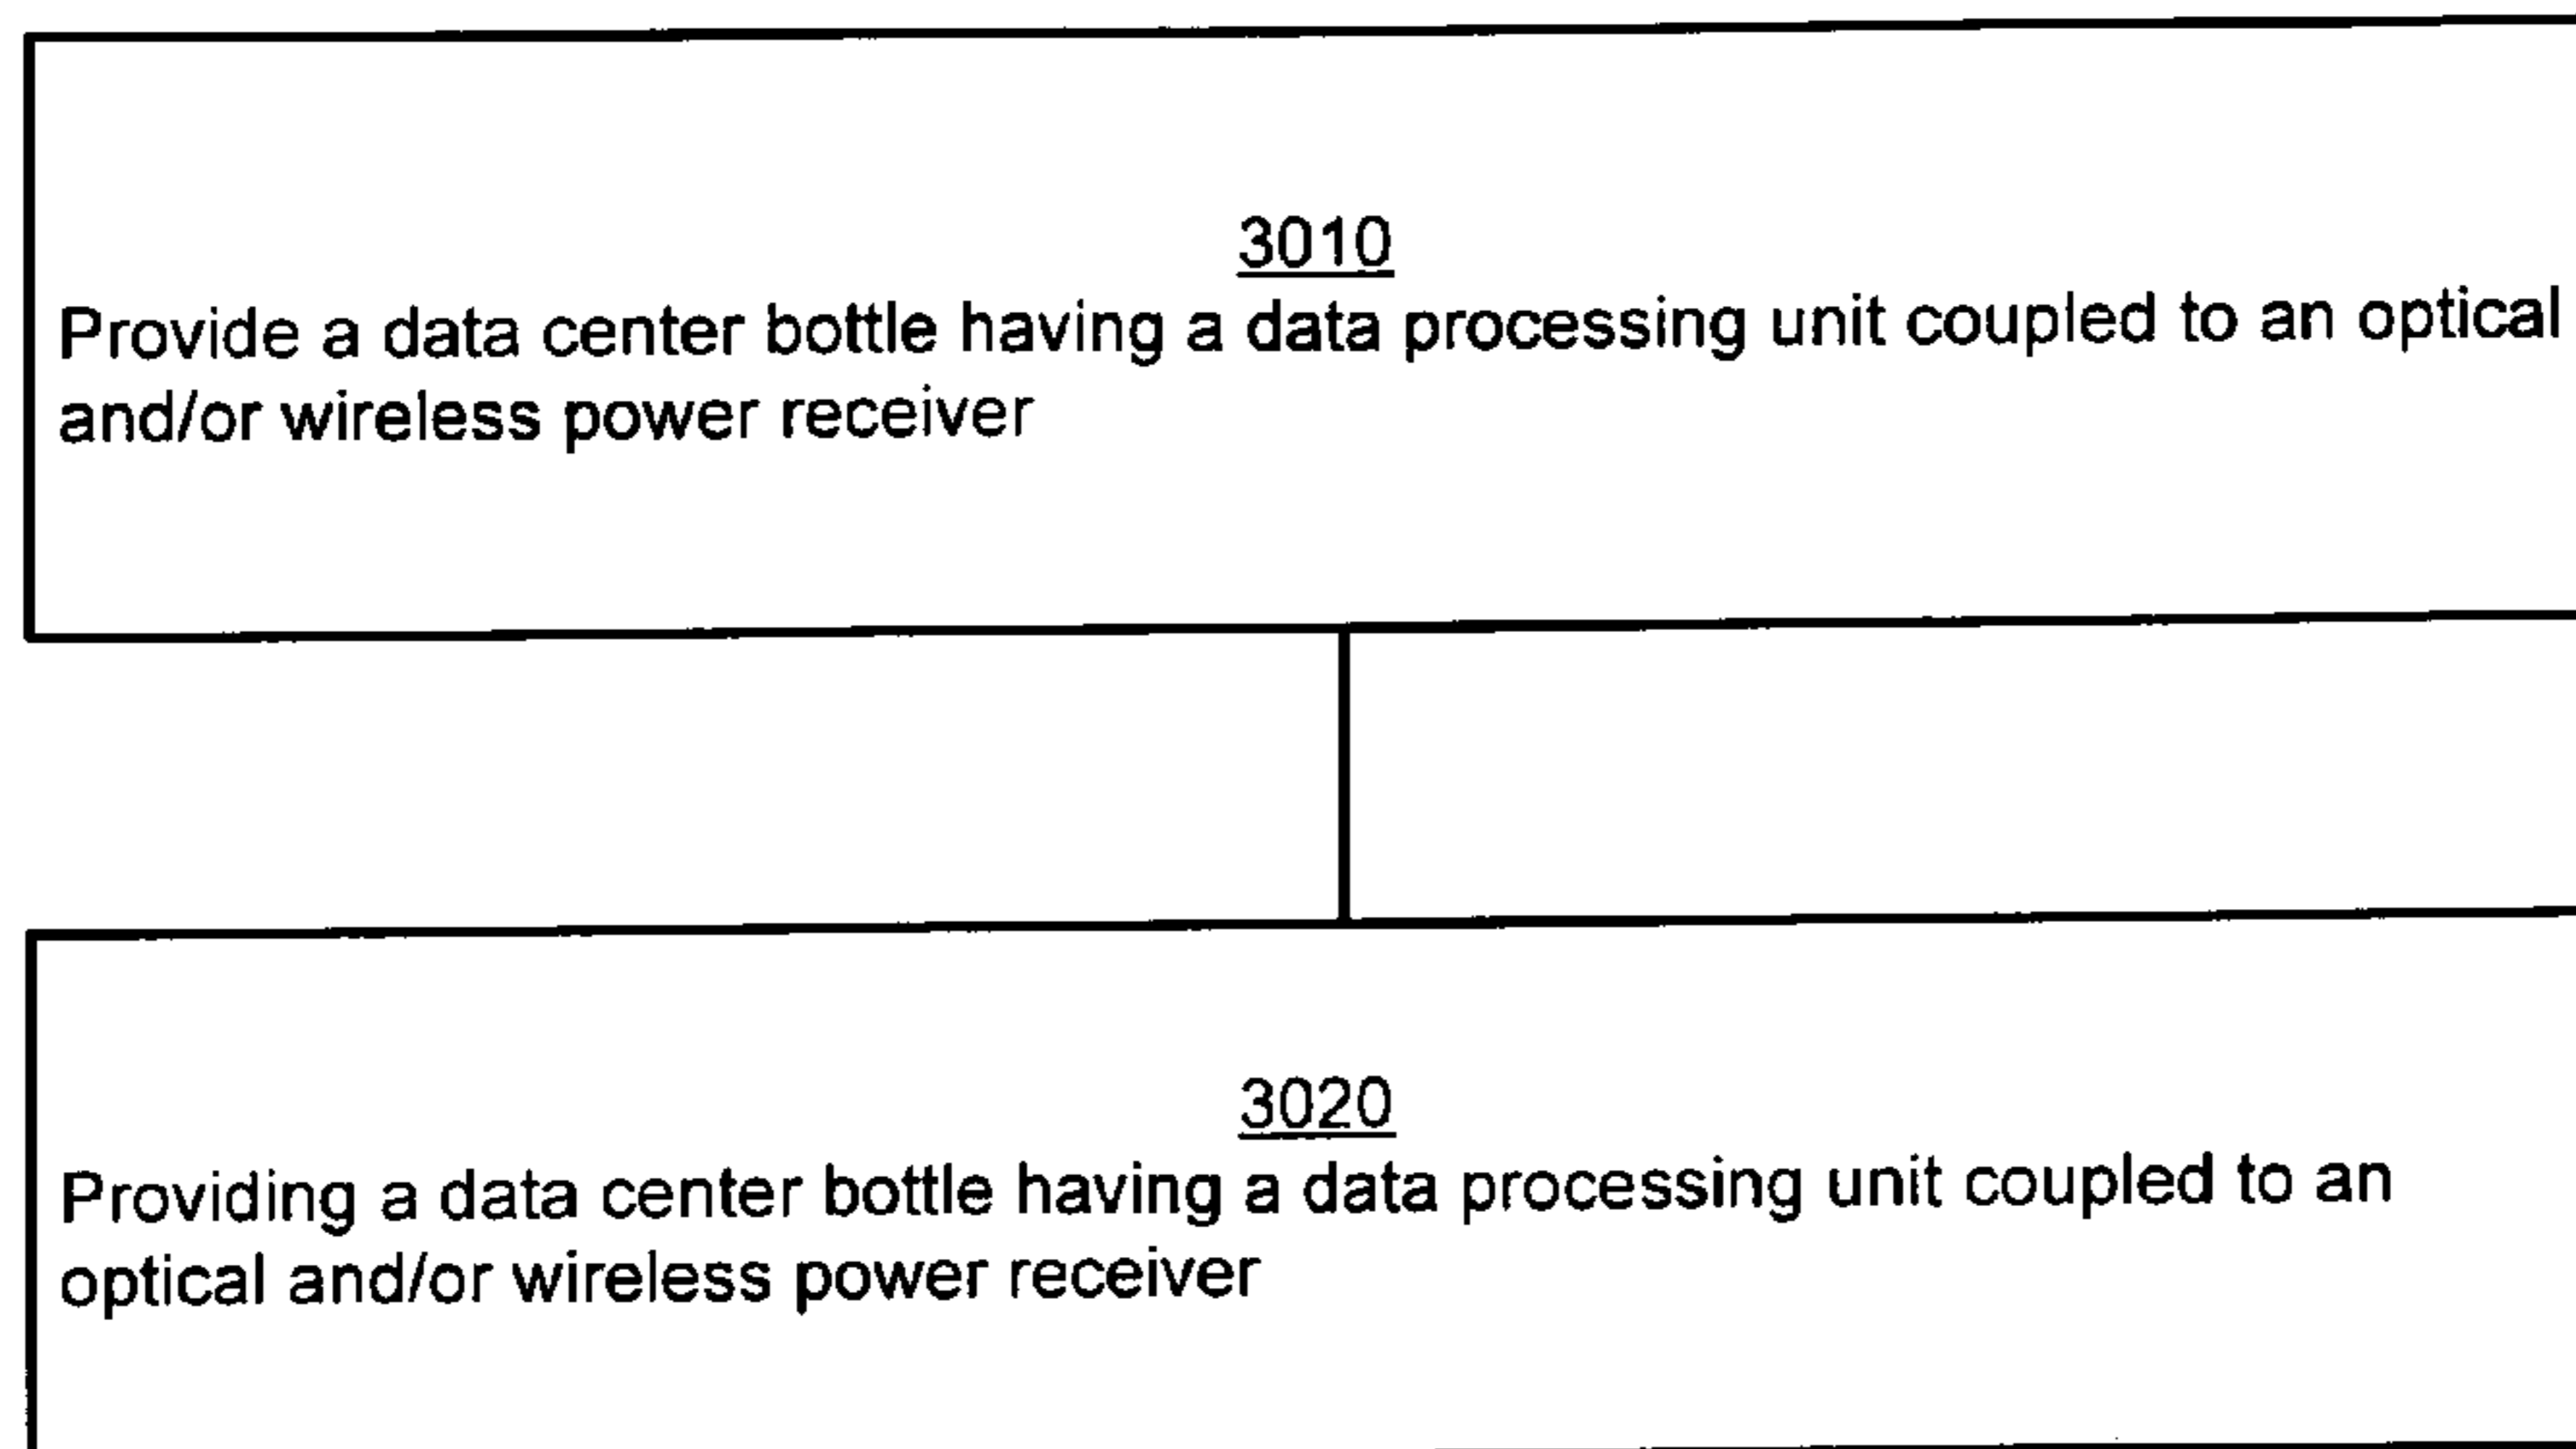 3010
Provide a data center bottle having a data processing unit coupled to an optical
and/or wireless power receiver
3020
Providing a data center bottle having a data processing unit coupled to an
optical and/or wireless power receiver